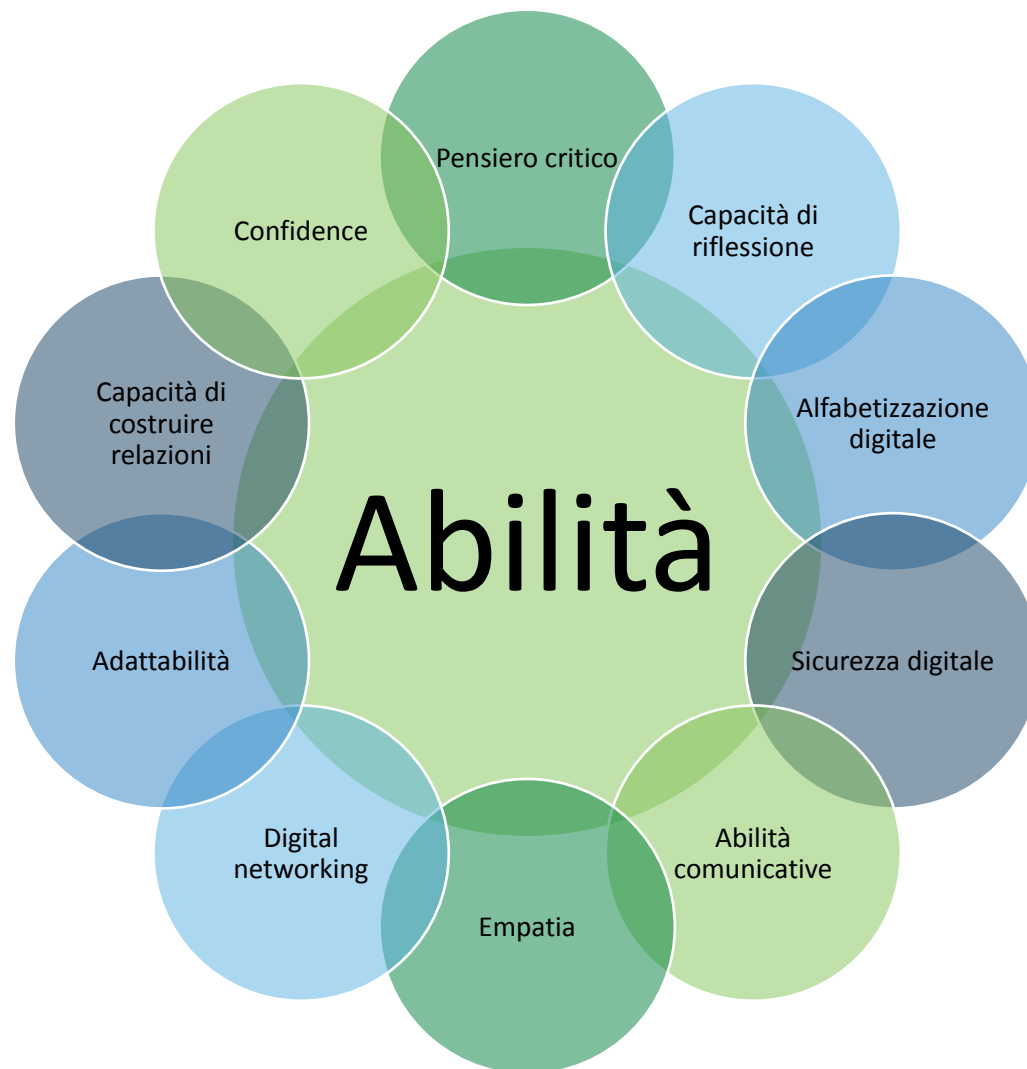 Pensiero critico
Capacità di
riflessione
Alfabetizzazione
digitale
Sicurezza digitale
Abilità
comunicative
Empatia
Digital
networking
Adattabilità
Capacità di
costruire
relazioni
Confidence
Abilità